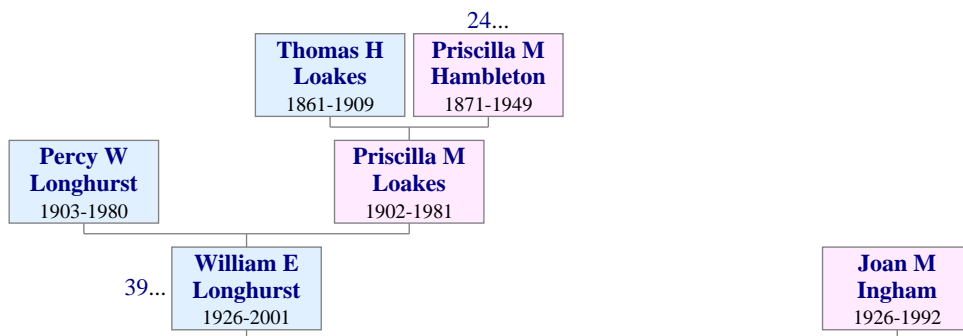 24...
Thomas H
Loakes
1861-1909
Priscilla M
Hambleton
1871-1949
Percy W
Longhurst
1903-1980
Priscilla M
Loakes
1902-1981
39...
William E
Longhurst
1926-2001
Joan M
Ingham
1926-1992